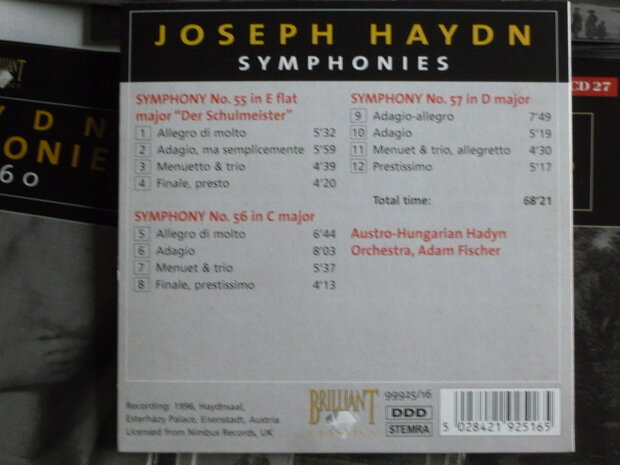 JOSEPH HAYDN
SYMPHONIES
SYMPHONY No. 55 in E flat
major "Der Schulmeister"
1 Allegro di molto 5'32
2 Adagio, ma semplicemente 5'59
3 Menuetto & trio 4'39
4 Finale, presto 4'20
SYMPHONY No. 56 in C major
5 Allegro di molto 6'44
6 Adagio 8'03
7 Menuet & trio 5'37
8 Finale, prestissimo 4'13
SYMPHONY No. 57 in D major
9 Adagio-allegro 7'49
10 Adagio 5'19
11 Menuet & trio, allegretto 4'30
12 Prestissimo 5'17
Total time: 68'21
Austro-Hungarian Hadyn
Orchestra, Adam Fischer
Recording: 1996, Haydnsaal,
Esterházy Palace, Eisenstadt, Austria
Licensed from Nimbus Records, UK
BRILLIANT
CLASSICS
99925/16
DDD
STEMRA
5 028421 925165
BRILLIANT
YDN
ONIE
60
CD 27